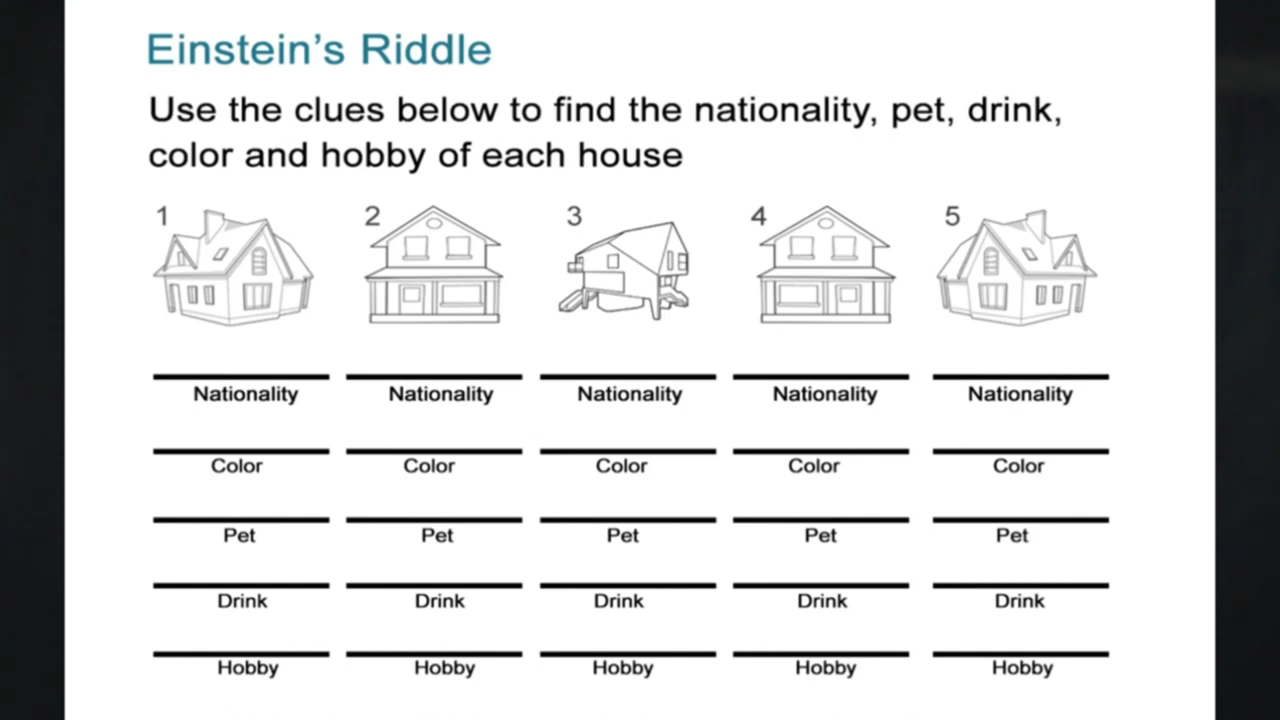 Einstein's Riddle
Use the clues below to find the nationality, pet, drink,
color and hobby of each house
1 2 3 4 5
Nationality Nationality Nationality Nationality Nationality
Color Color Color Color Color
Pet Pet Pet Pet Pet
Drink Drink Drink Drink Drink
Hobby Hobby Hobby Hobby Hobby